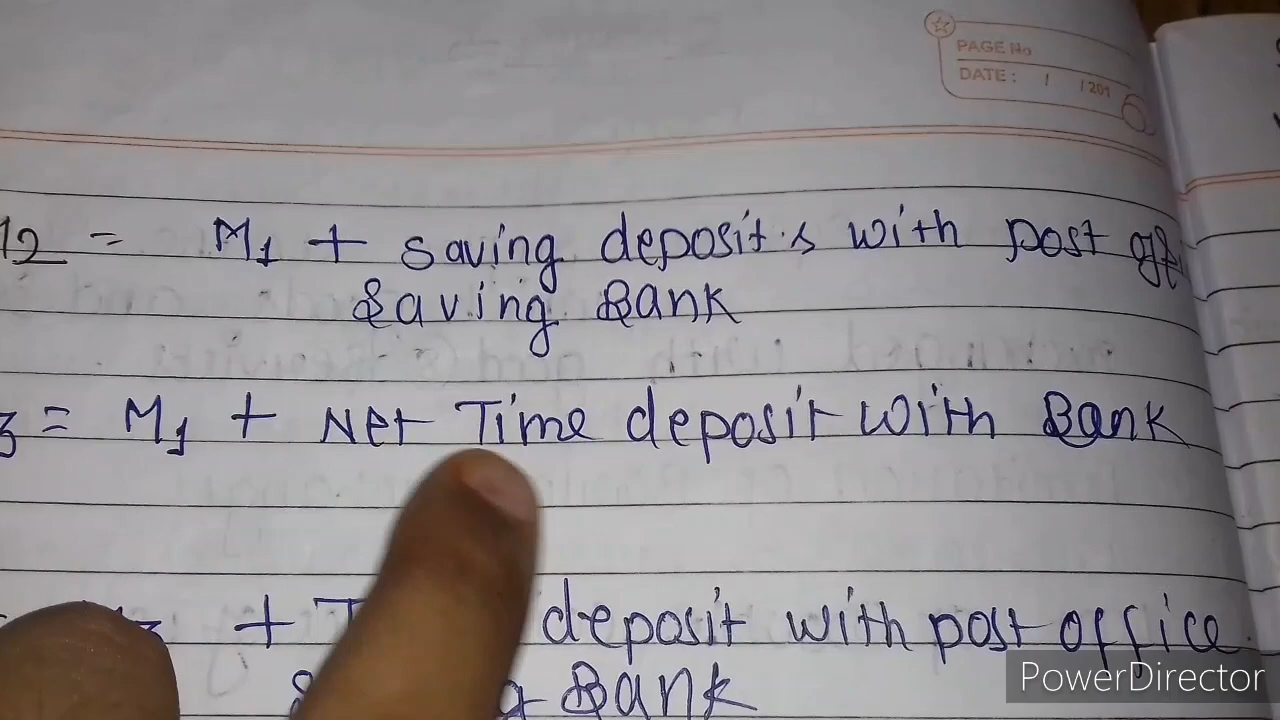 PAGE No
DATE: / /201
M2 = M1 + saving deposits with post off
Saving Bank
3 = M1 + Net Time deposit with Bank
+ T deposit with post office
Bank
PowerDirector